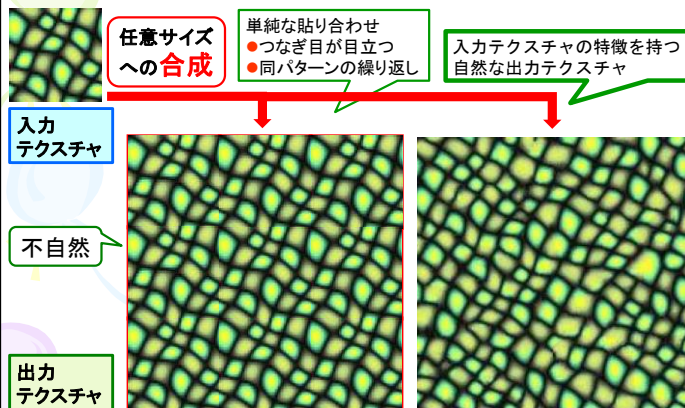 任意サイズ
への合成
単純な貼り合わせ
●つなぎ目が目立つ
●同パターンの繰り返し
入力テクスチャの特徴を持つ
自然な出力テクスチャ
入力
テクスチャ
不自然
出力
テクスチャ